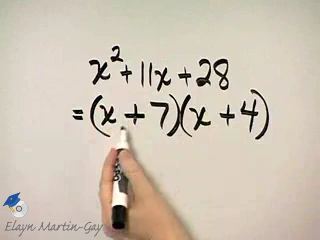 x² + 11x + 28
= (x + 7)(x + 4)
Elayn Martin-Gay